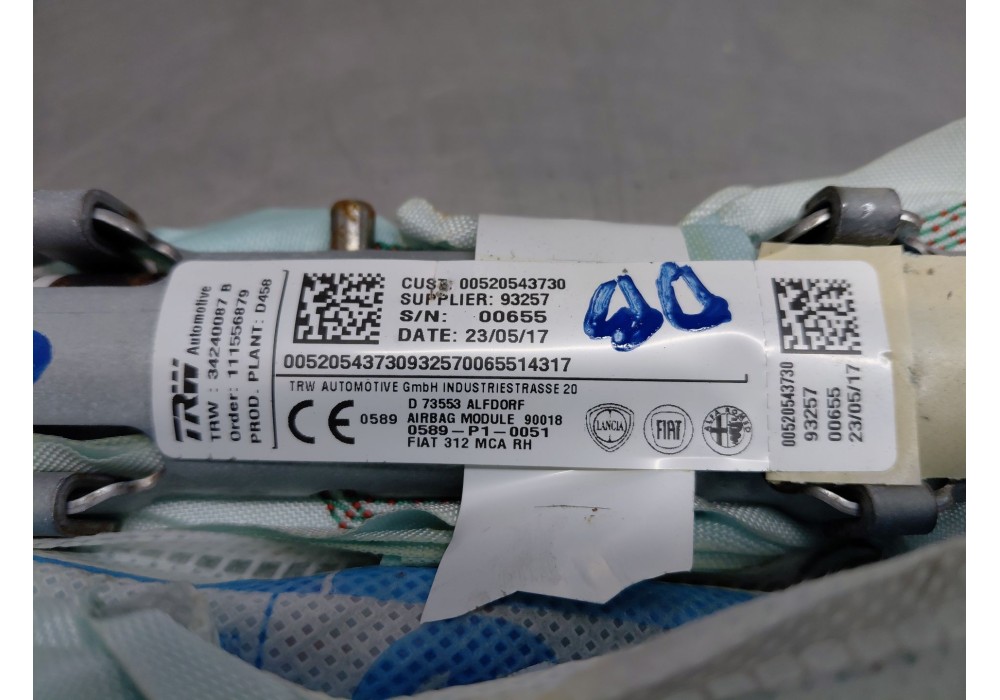 TRW Automotive
TRW : 34240087 B
Order: 111556879
PROD. PLANT: D458
CUST: 00520543730
SUPPLIER: 93257
S/N: 00655
DATE: 23/05/17
00520543730932570065514317
TRW AUTOMOTIVE GmbH INDUSTRIESTRASSE 20
D 73553 ALFDORF
CE 0589 AIRBAG MODULE 90018
0589-P1-0051
FIAT 312 MCA RH
LANCIA
FIAT
ALFA ROMEO
00520543730
93257
00655
23/05/17